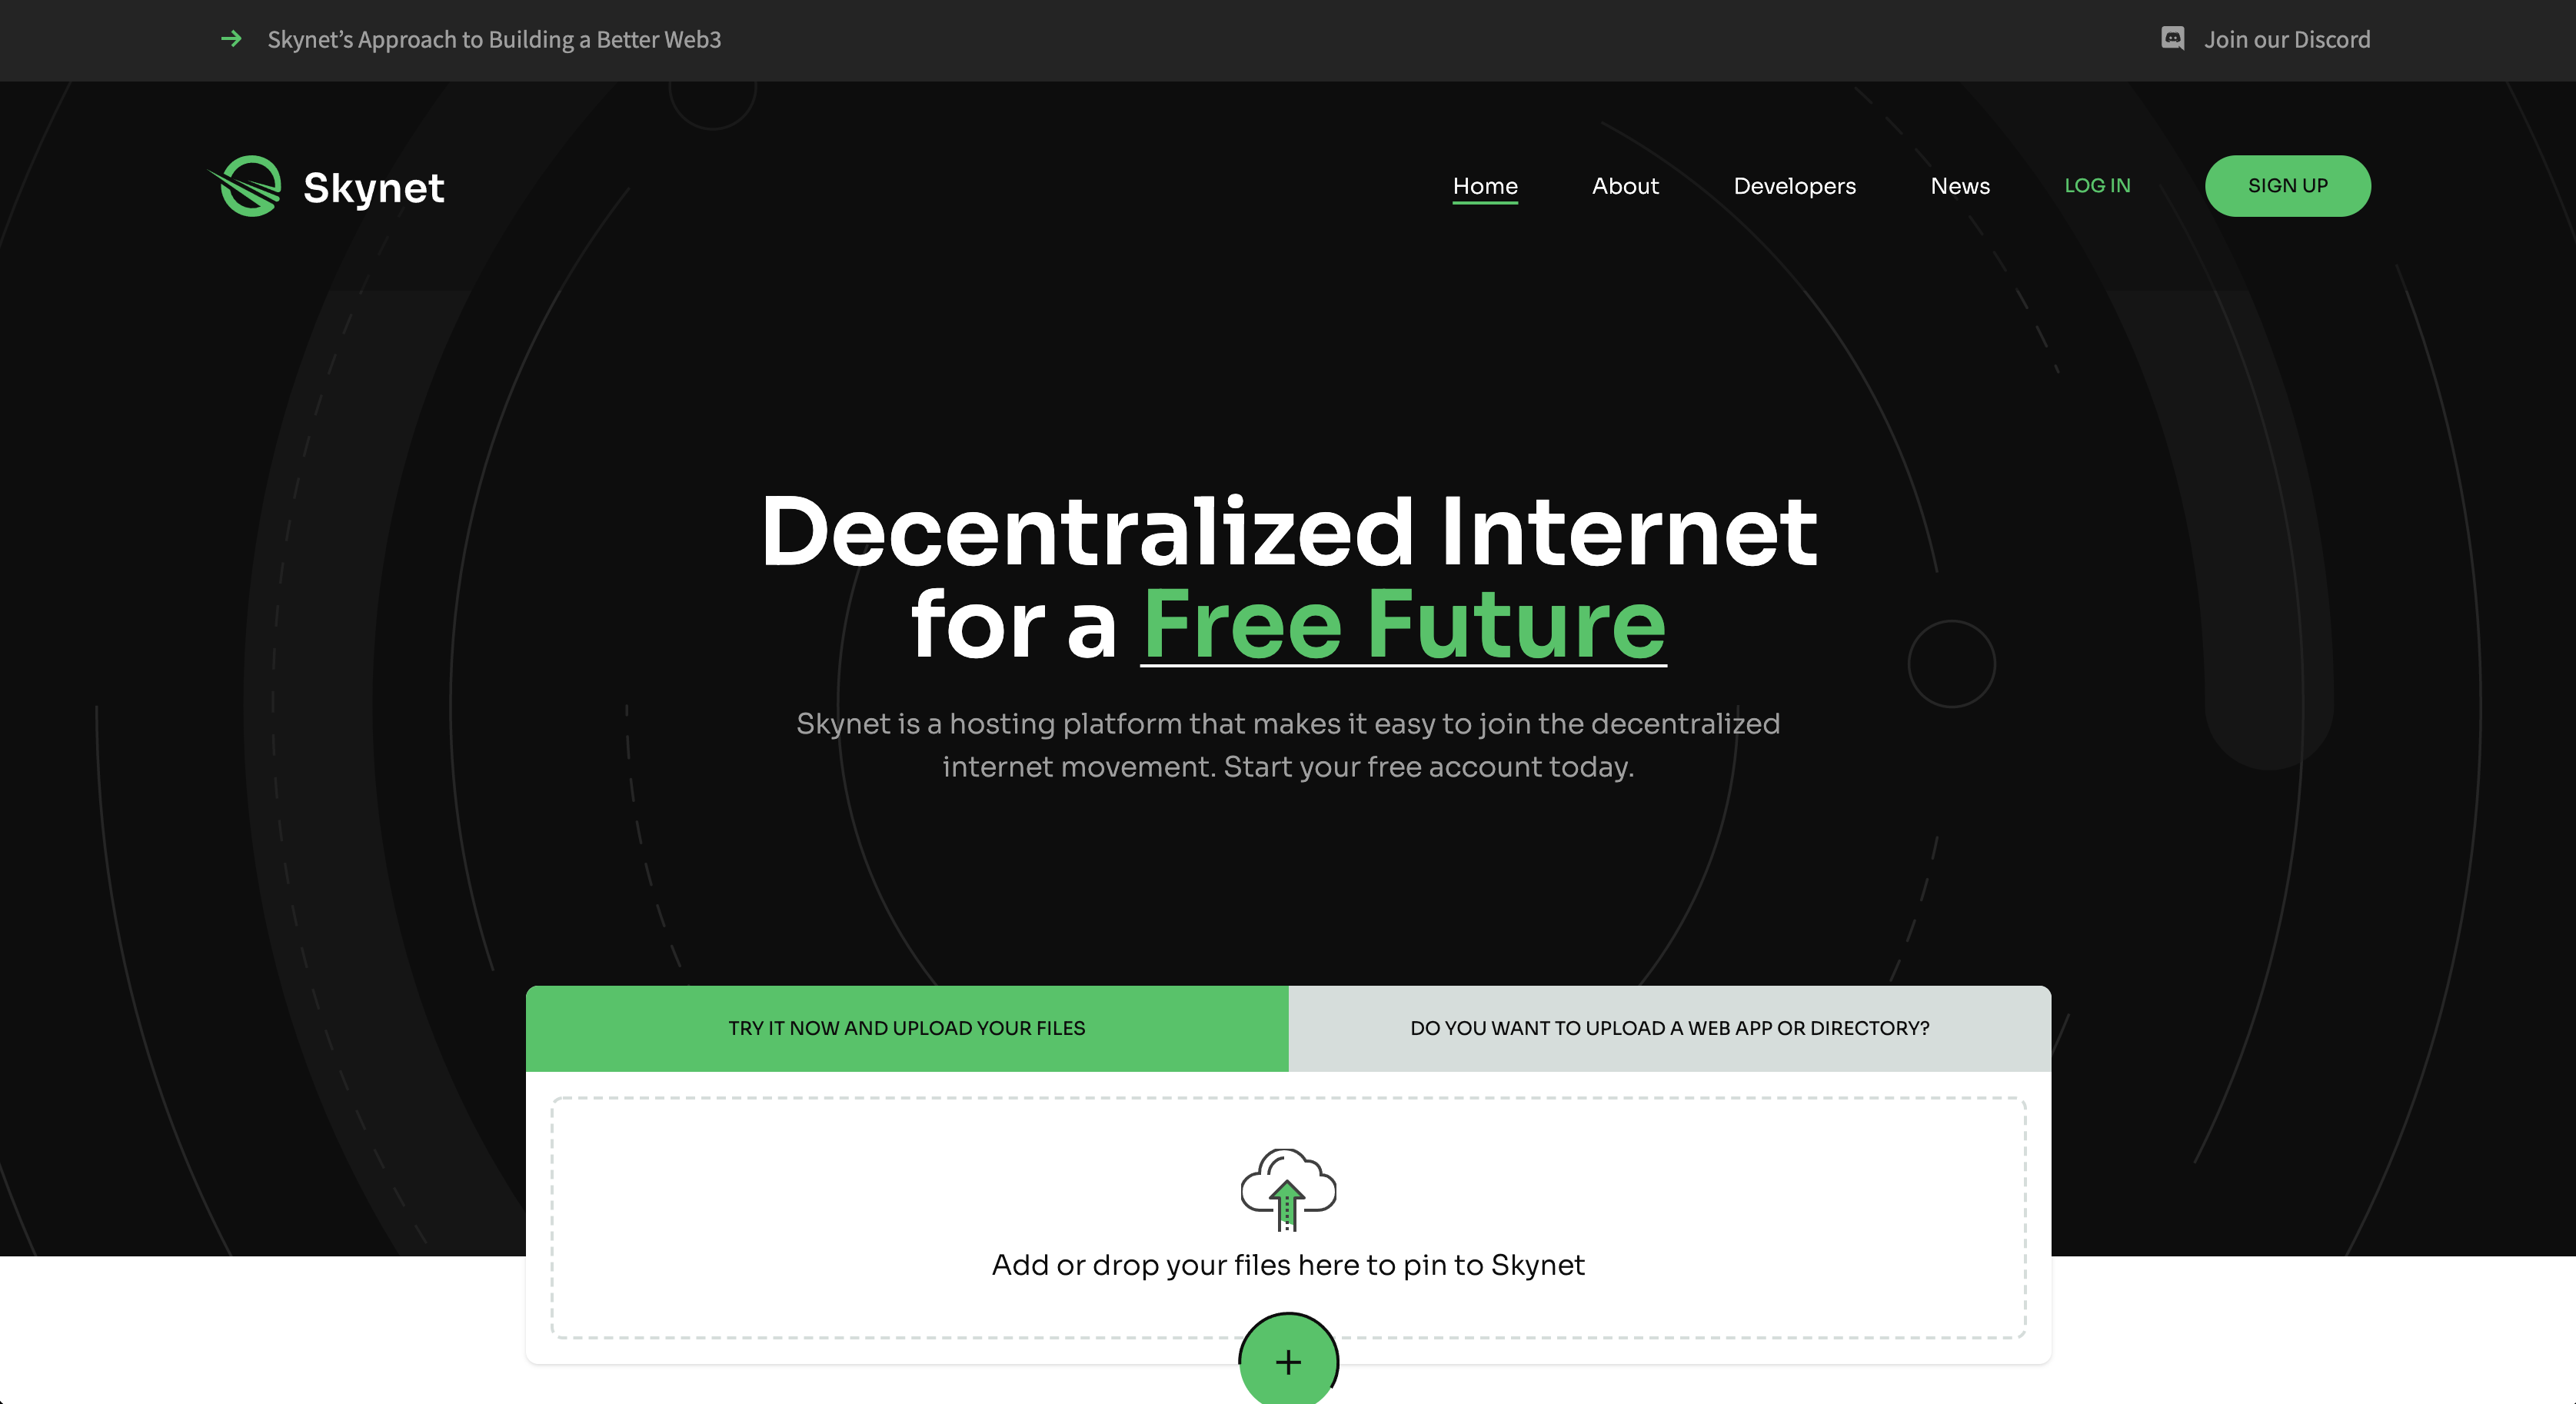 Skynet’s Approach to Building a Better Web3
Join our Discord
Skynet
Home
About
Developers
News
LOG IN
SIGN UP
Decentralized Internet
for a Free Future
Skynet is a hosting platform that makes it easy to join the decentralized
internet movement. Start your free account today.
TRY IT NOW AND UPLOAD YOUR FILES
DO YOU WANT TO UPLOAD A WEB APP OR DIRECTORY?
Add or drop your files here to pin to Skynet